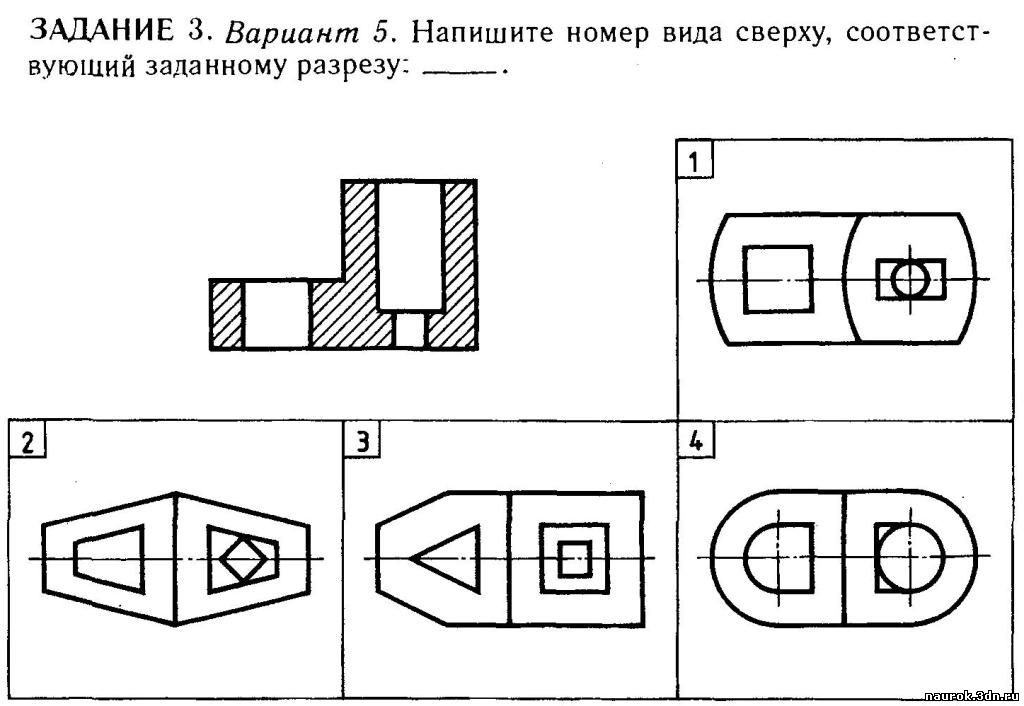 ЗАДАНИЕ 3. Вариант 5. Напишите номер вида сверху, соответст-
вующий заданному разрезу: _____ .
1
2
3
4
naurok.3dn.ru